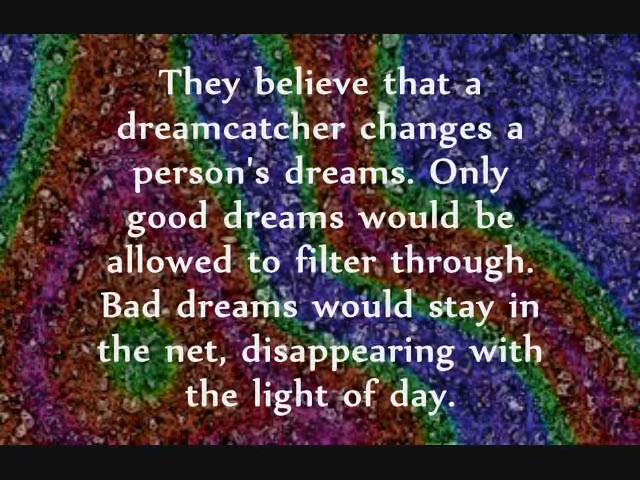 They believe that a
dreamcatcher changes a
person's dreams. Only
good dreams would be
allowed to filter through.
Bad dreams would stay in
the net, disappearing with
the light of day.